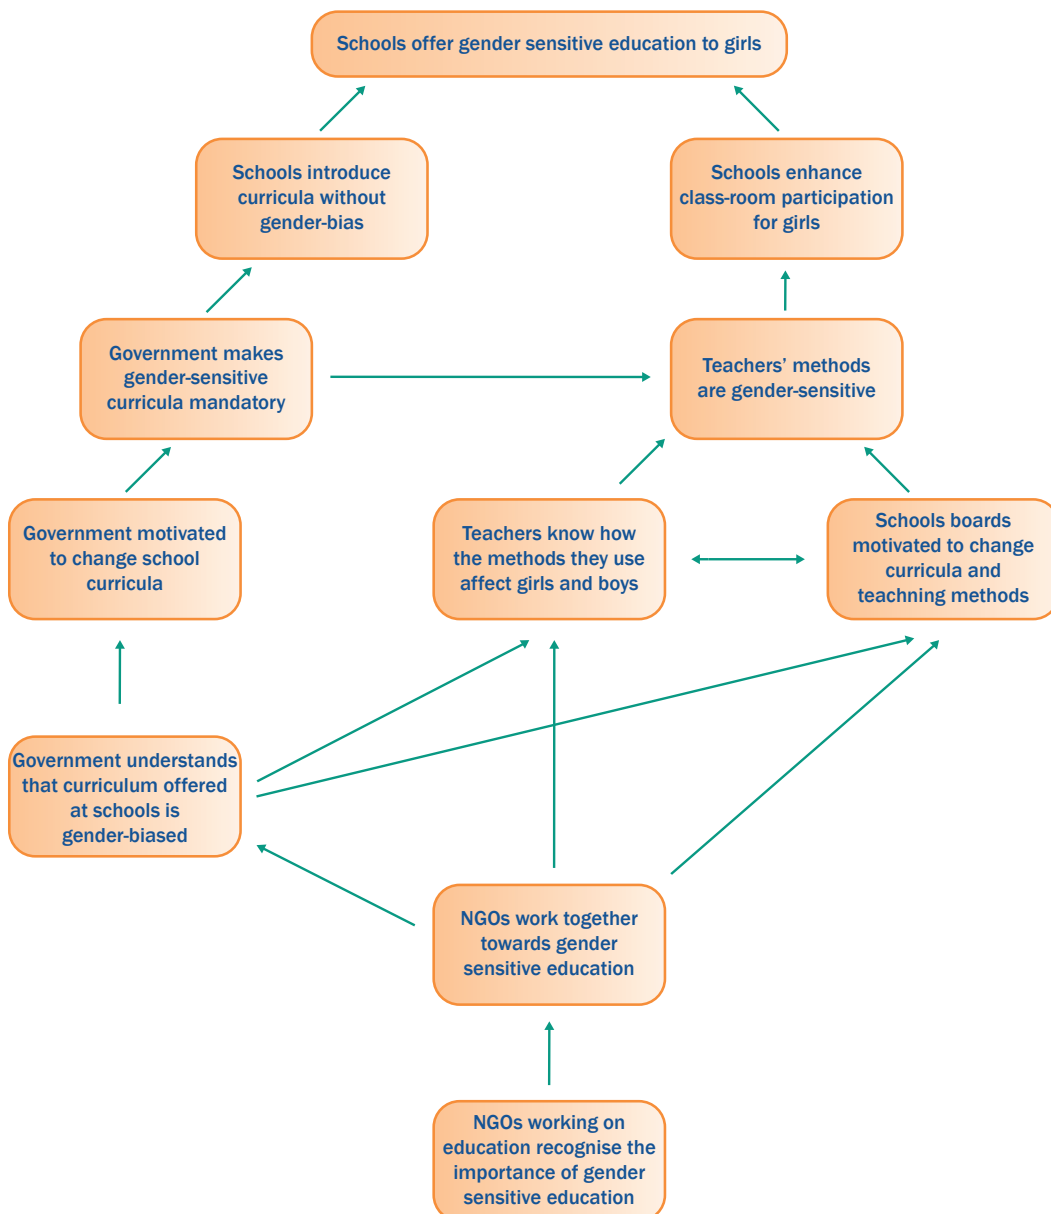 Schools offer gender sensitive education to girls
Schools introduce
curricula without
gender-bias
Schools enhance
class-room participation
for girls
Government makes
gender-sensitive
curricula mandatory
Teachers’ methods
are gender-sensitive
Government motivated
to change school
curricula
Teachers know how
the methods they use
affect girls and boys
Schools boards
motivated to change
curricula and
teachning methods
Government understands
that curriculum offered
at schools is
gender-biased
NGOs work together
towards gender
sensitive education
NGOs working on
education recognise the
importance of gender
sensitive education